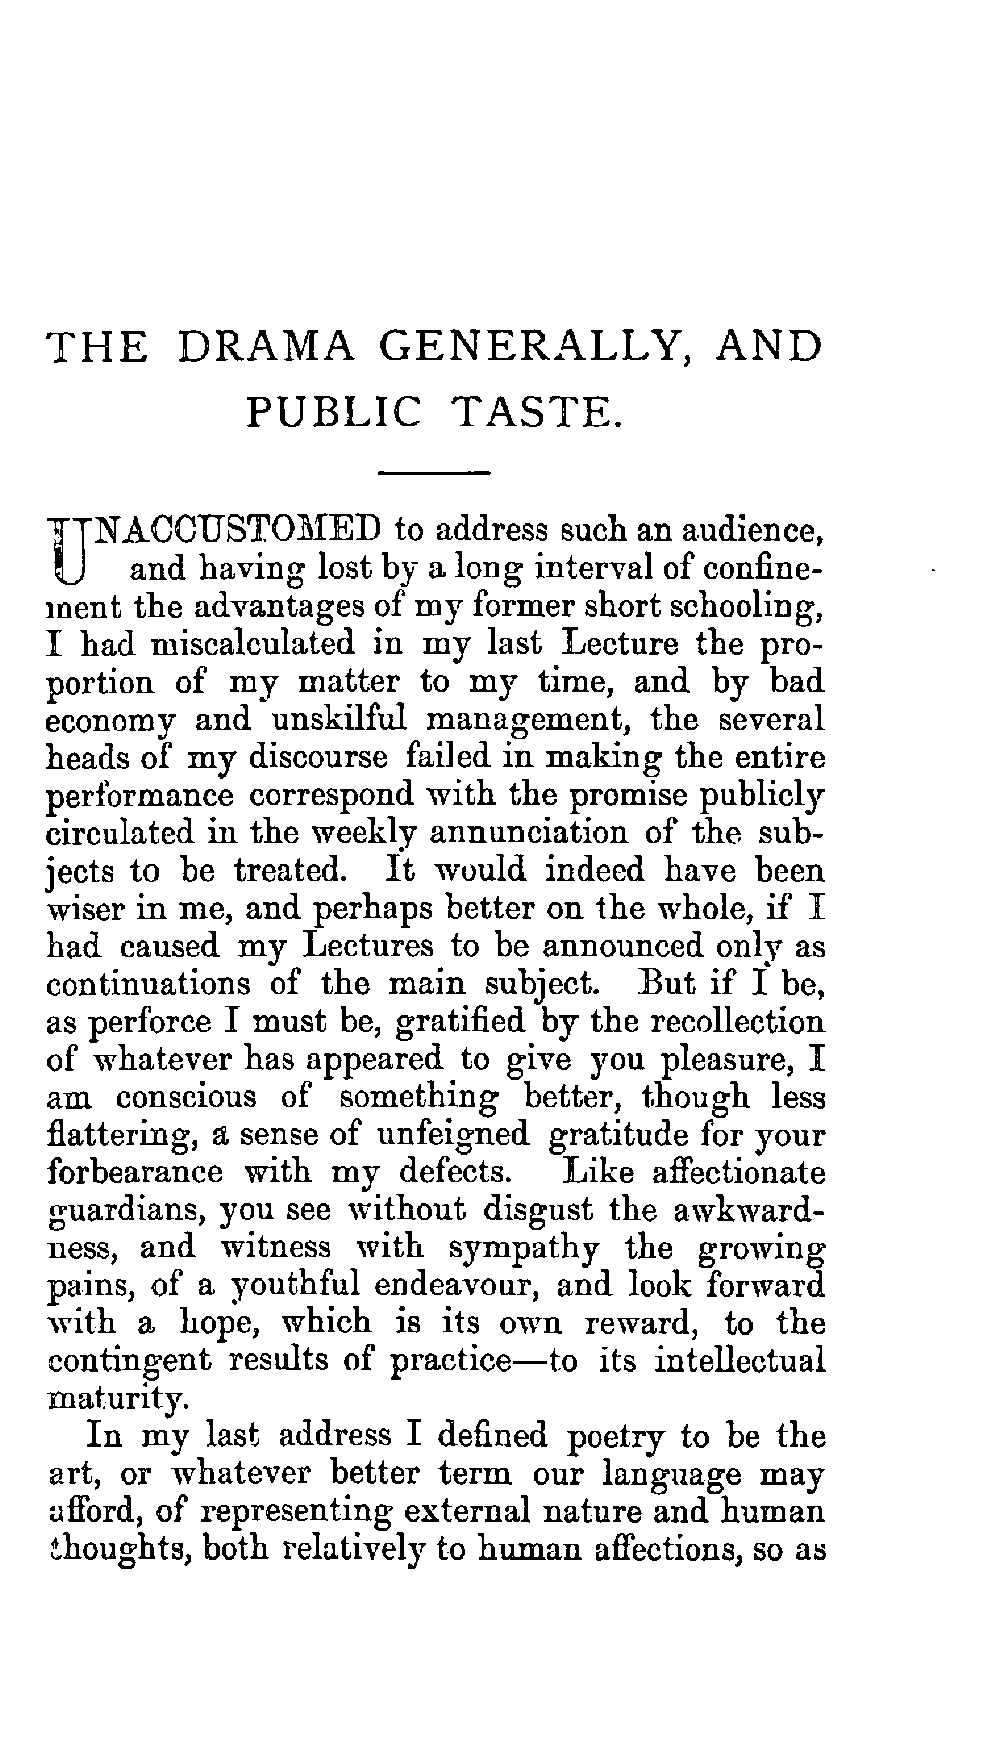 THE DRAMA GENERALLY, AND
PUBLIC TASTE.
UNACCUSTOMED to address such an audience,
and having lost by a long interval of confine-
ment the advantages of my former short schooling,
I had miscalculated in my last Lecture the pro-
portion of my matter to my time, and by bad
economy and unskilful management, the several
heads of my discourse failed in making the entire
performance correspond with the promise publicly
circulated in the weekly annunciation of the sub-
jects to be treated. It would indeed have been
wiser in me, and perhaps better on the whole, if I
had caused my Lectures to be announced only as
continuations of the main subject. But if I be,
as perforce I must be, gratified by the recollection
of whatever has appeared to give you pleasure, I
am conscious of something better, though less
flattering, a sense of unfeigned gratitude for your
forbearance with my defects. Like affectionate
guardians, you see without disgust the awkward-
ness, and witness with sympathy the growing
pains, of a youthful endeavour, and look forward
with a hope, which is its own reward, to the
contingent results of practice—to its intellectual
maturity.
In my last address I defined poetry to be the
art, or whatever better term our language may
afford, of representing external nature and human
thoughts, both relatively to human affections, so as